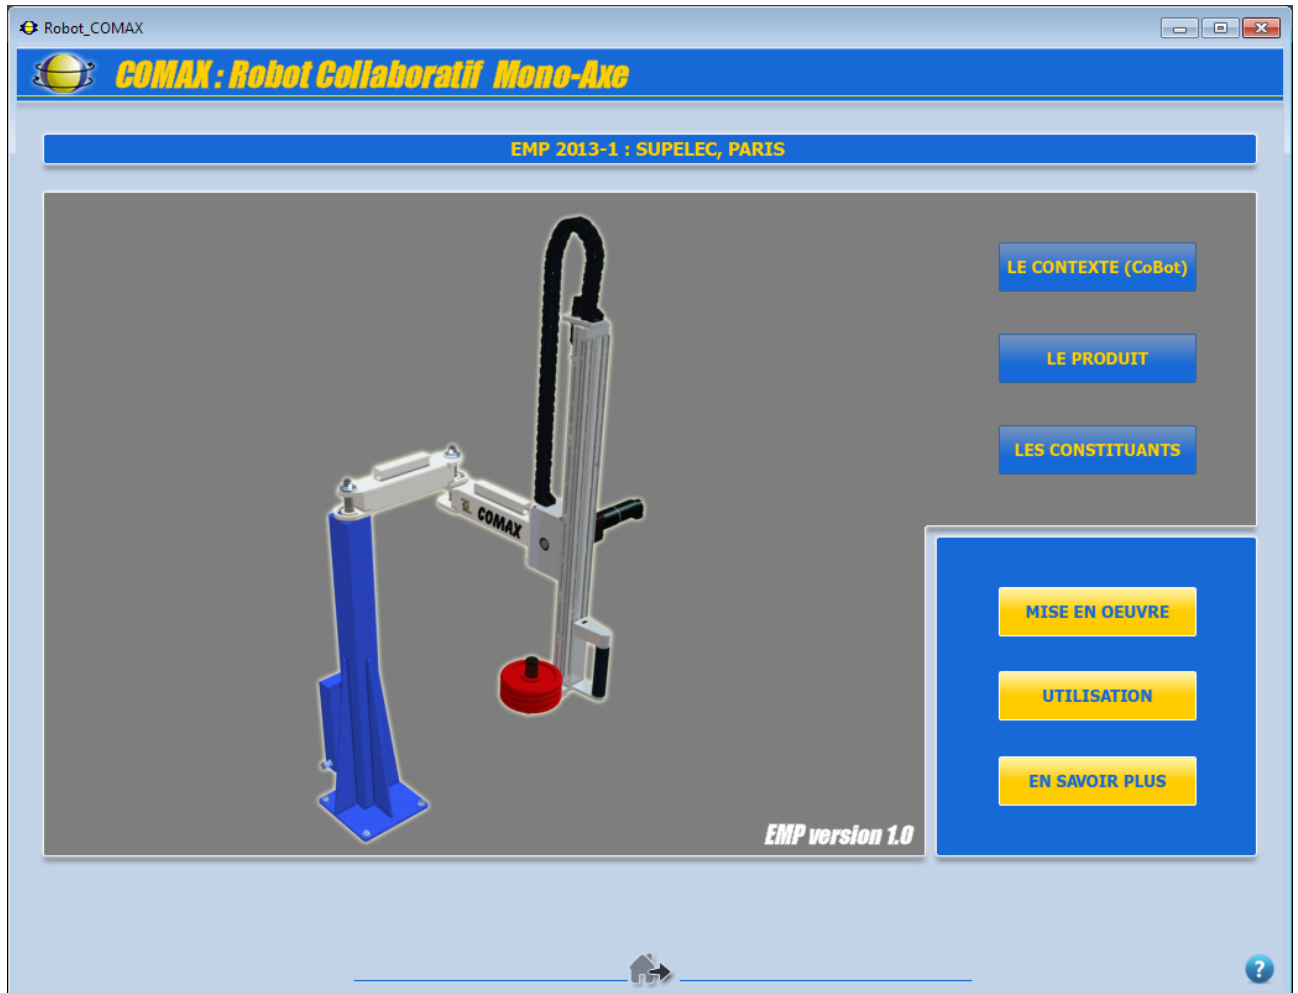 Robot_COMAX
COMAX : Robot Collaboratif Mono-Axe
EMP 2013-1 : SUPELEC, PARIS
LE CONTEXTE (CoBot)
LE PRODUIT
LES CONSTITUANTS
COMAX
MISE EN OEUVRE
UTILISATION
EN SAVOIR PLUS
EMP version 1.0
?